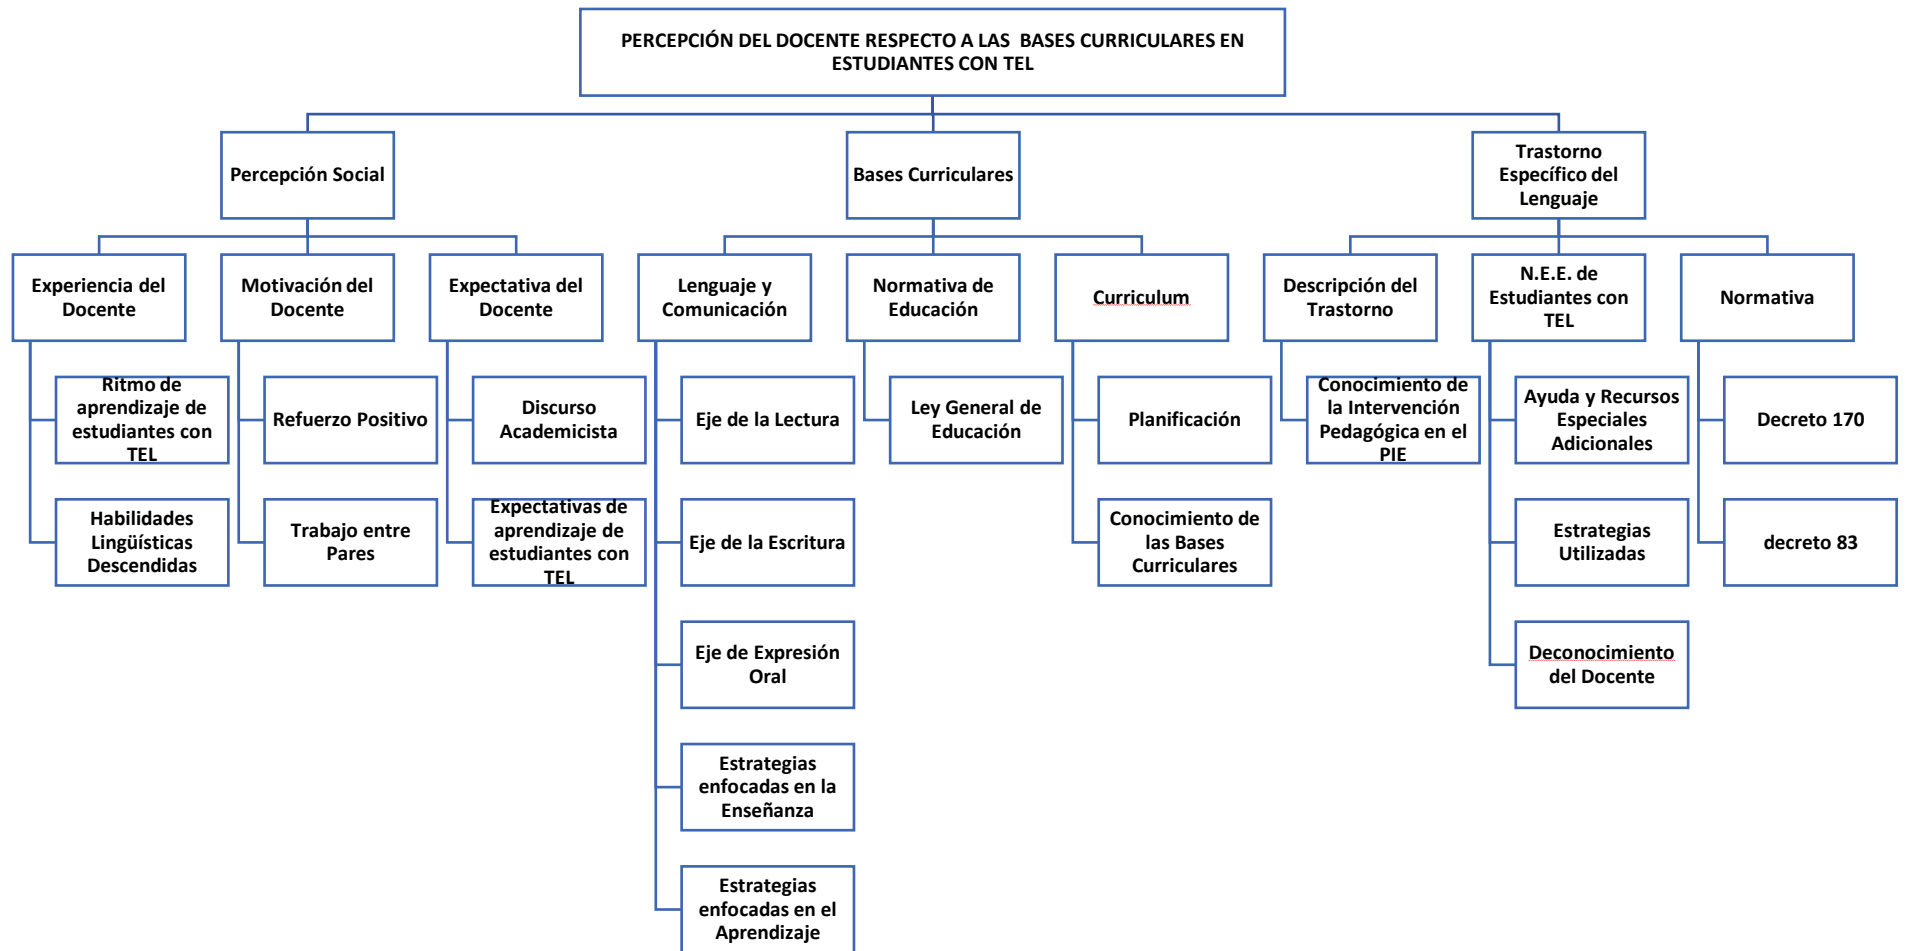 PERCEPCIÓN DEL DOCENTE RESPECTO A LAS BASES CURRICULARES EN
ESTUDIANTES CON TEL
Percepción Social
Bases Curriculares
Trastorno
Específico del
Lenguaje
Experiencia del
Docente
Motivación del
Docente
Expectativa del
Docente
Lenguaje y
Comunicación
Normativa de
Educación
Curriculum
Descripción del
Trastorno
N.E.E. de
Estudiantes con
TEL
Normativa
Ritmo de
aprendizaje de
estudiantes con
TEL
Refuerzo Positivo
Discurso
Academicista
Eje de la Lectura
Ley General de
Educación
Planificación
Conocimiento de
la Intervención
Pedagógica en el
PIE
Ayuda y Recursos
Especiales
Adicionales
Decreto 170
Habilidades
Lingüísticas
Descendidas
Trabajo entre
Pares
Expectativas de
aprendizaje de
estudiantes con
TEL
Eje de la Escritura
Conocimiento de
las Bases
Curriculares
Estrategias
Utilizadas
decreto 83
Eje de Expresión
Oral
Deconocimiento
del Docente
Estrategias
enfocadas en la
Enseñanza
Estrategias
enfocadas en el
Aprendizaje